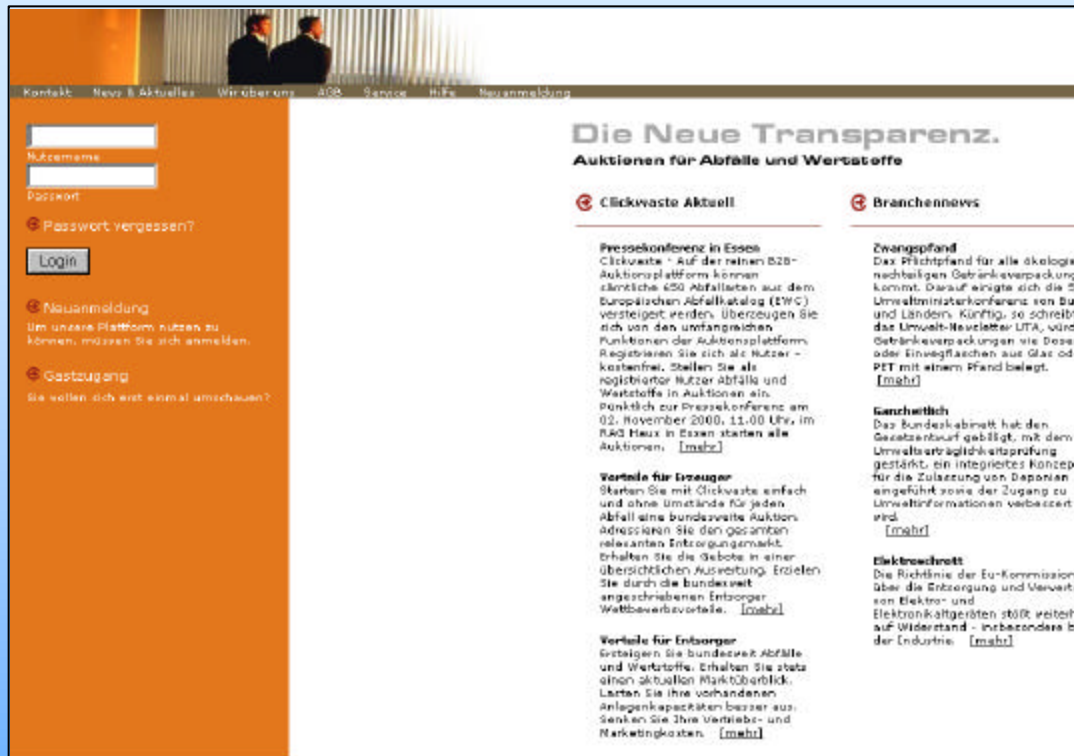 Kontakt News & Aktuelles Wir über uns AGB Service Hilfe Neuanmeldung
Nutzername
Passwort
Passwort vergessen?
Login
Neuanmeldung
Um unsere Plattform nutzen zu
können, müssen Sie sich anmelden.
Gastzugang
Sie wollen sich erst einmal umschauen?
Die Neue Transparenz.
Auktionen für Abfälle und Wertstoffe
Clickwaste Aktuell
Pressekonferenz in Essen
Clickwaste - Auf der reinen B2B-
Auktionsplattform können
sämtliche 650 Abfallarten aus dem
Europäischen Abfallkatalog (EWC)
versteigert werden. Überzeugen Sie
sich von den umfangreichen
Funktionen der Auktionsplattform.
Registrieren Sie sich als Nutzer -
kostenfrei. Stellen Sie als
registrierter Nutzer Abfälle und
Wertstoffe in Auktionen ein.
Pünktlich zur Pressekonferenz am
02. November 2000, 11.00 Uhr, im
RAG Haus in Essen starten alle
Auktionen. [mehr]
Vorteile für Erzeuger
Starten Sie mit Clickwaste einfach
und ohne Umstände für jeden
Abfall eine bundesweite Auktion.
Adressieren Sie den gesamten
relevanten Entsorgungsmarkt.
Erhalten Sie die Gebote in einer
übersichtlichen Auswertung. Erzielen
Sie durch die bundesweit
angeschriebenen Entsorger
Wettbewerbsvorteile. [mehr]
Vorteile für Entsorger
Ersteigern Sie bundesweit Abfälle
und Wertstoffe. Erhalten Sie stets
einen aktuellen Marktüberblick.
Lasten Sie ihre vorhandenen
Anlagenkapazitäten besser aus.
Senken Sie Ihre Vertriebs- und
Marketingkosten. [mehr]
Branchennews
Zwangspfand
Das Pflichtpfand für alle ökologis
nachteiligen Getränkeverpackung
kommt. Darauf einigte sich die
Umweltministerkonferenz von Bu
und Ländern. Künftig, so schreibt
das Umwelt-Newsletter UTA, würd
Getränkeverpackungen wie Dose
oder Einwegflaschen aus Glas od
PET mit einem Pfand belegt.
[mehr]
Ganzheitlich
Das Bundeskabinett hat den
Gesetzentwurf gebilligt, mit dem
Umweltverträglichkeitsprüfung
gestärkt, ein integriertes Konzep
für die Zulassung von Deponien
eingeführt sowie der Zugang zu
Umweltinformationen verbessert
wird.
[mehr]
Elektroschrott
Die Richtlinie der Eu-Kommission
über die Entsorgung und Verwert
von Elektro- und
Elektronikaltgeräten stößt weiterh
auf Widerstand - insbesondere b
der Industrie. [mehr]